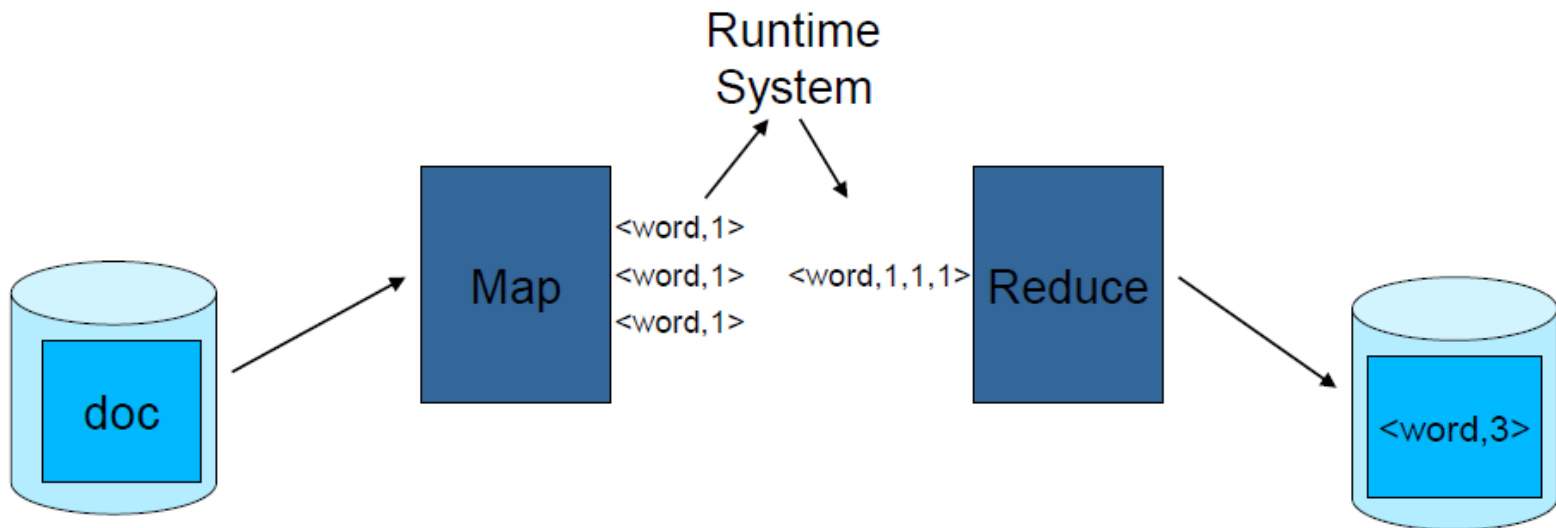 Runtime
System
<word,1>
<word,1>
<word,1>
Map
<word,1,1,1>
Reduce
doc
<word,3>